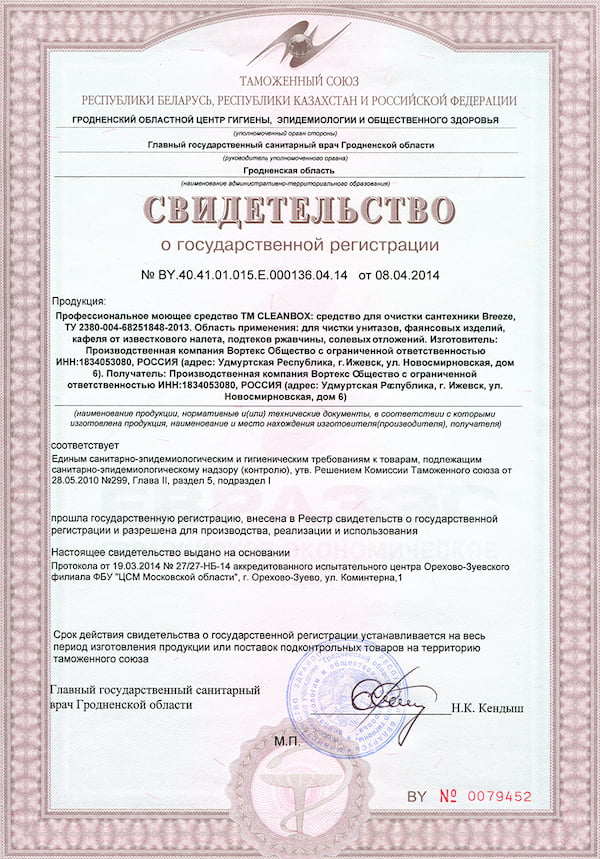 ТАМОЖЕННЫЙ СОЮЗ
РЕСПУБЛИКИ БЕЛАРУСЬ, РЕСПУБЛИКИ КАЗАХСТАН И РОССИЙСКОЙ ФЕДЕРАЦИИ
ГРОДНЕНСКИЙ ОБЛАСТНОЙ ЦЕНТР ГИГИЕНЫ, ЭПИДЕМИОЛОГИИ И ОБЩЕСТВЕННОГО ЗДОРОВЬЯ
(уполномоченный орган стороны)
Главный государственный санитарный врач Гродненской области
(руководитель уполномоченного органа)
Гродненская область
(наименование административно-территориального образования)
СВИДЕТЕЛЬСТВО
о государственной регистрации
№ BY.40.41.01.015.E.000136.04.14 от 08.04.2014
Продукция:
Профессиональное моющее средство ТМ CLEANBOX: средство для очистки сантехники Breeze,
ТУ 2380-004-68251848-2013. Область применения: для чистки унитазов, фаянсовых изделий,
кафеля от известкового налета, подтеков ржавчины, солевых отложений. Изготовитель:
Производственная компания Вортекс Общество с ограниченной ответственностью
ИНН:1834053080, РОССИЯ (адрес: Удмуртская Республика, г. Ижевск, ул. Новосмирновская, дом
6). Получатель: Производственная компания Вортекс Общество с ограниченной
ответственностью ИНН:1834053080, РОССИЯ (адрес: Удмуртская Республика, г. Ижевск, ул.
Новосмирновская, дом 6)
(наименование продукции, нормативные и(или) технические документы, в соответствии с которыми
изготовлена продукция, наименование и место нахождения изготовителя(производителя), получателя)
соответствует
Единым санитарно-эпидемиологическим и гигиеническим требованиям к товарам, подлежащим
санитарно-эпидемиологическому надзору (контролю), утв. Решением Комиссии Таможенного союза от
28.05.2010 №299, Глава II, раздел 5, подраздел I
ЕВРАЗЭС
прошла государственную регистрацию, внесена в Реестр свидетельств о государственной
регистрации и разрешена для производства, реализации и использования
Настоящее свидетельство выдано на основании
Протокола от 19.03.2014 № 27/27-НБ-14 аккредитованного испытательного центра Орехово-Зуевского
филиала ФБУ "ЦСМ Московской области", г. Орехово-Зуево, ул. Коминтерна,1
Срок действия свидетельства о государственной регистрации устанавливается на весь
период изготовления продукции или поставок подконтрольных товаров на территорию
таможенного союза
Главный государственный санитарный
врач Гродненской области
Н.К. Кендыш
М.П.
BY № 0079452